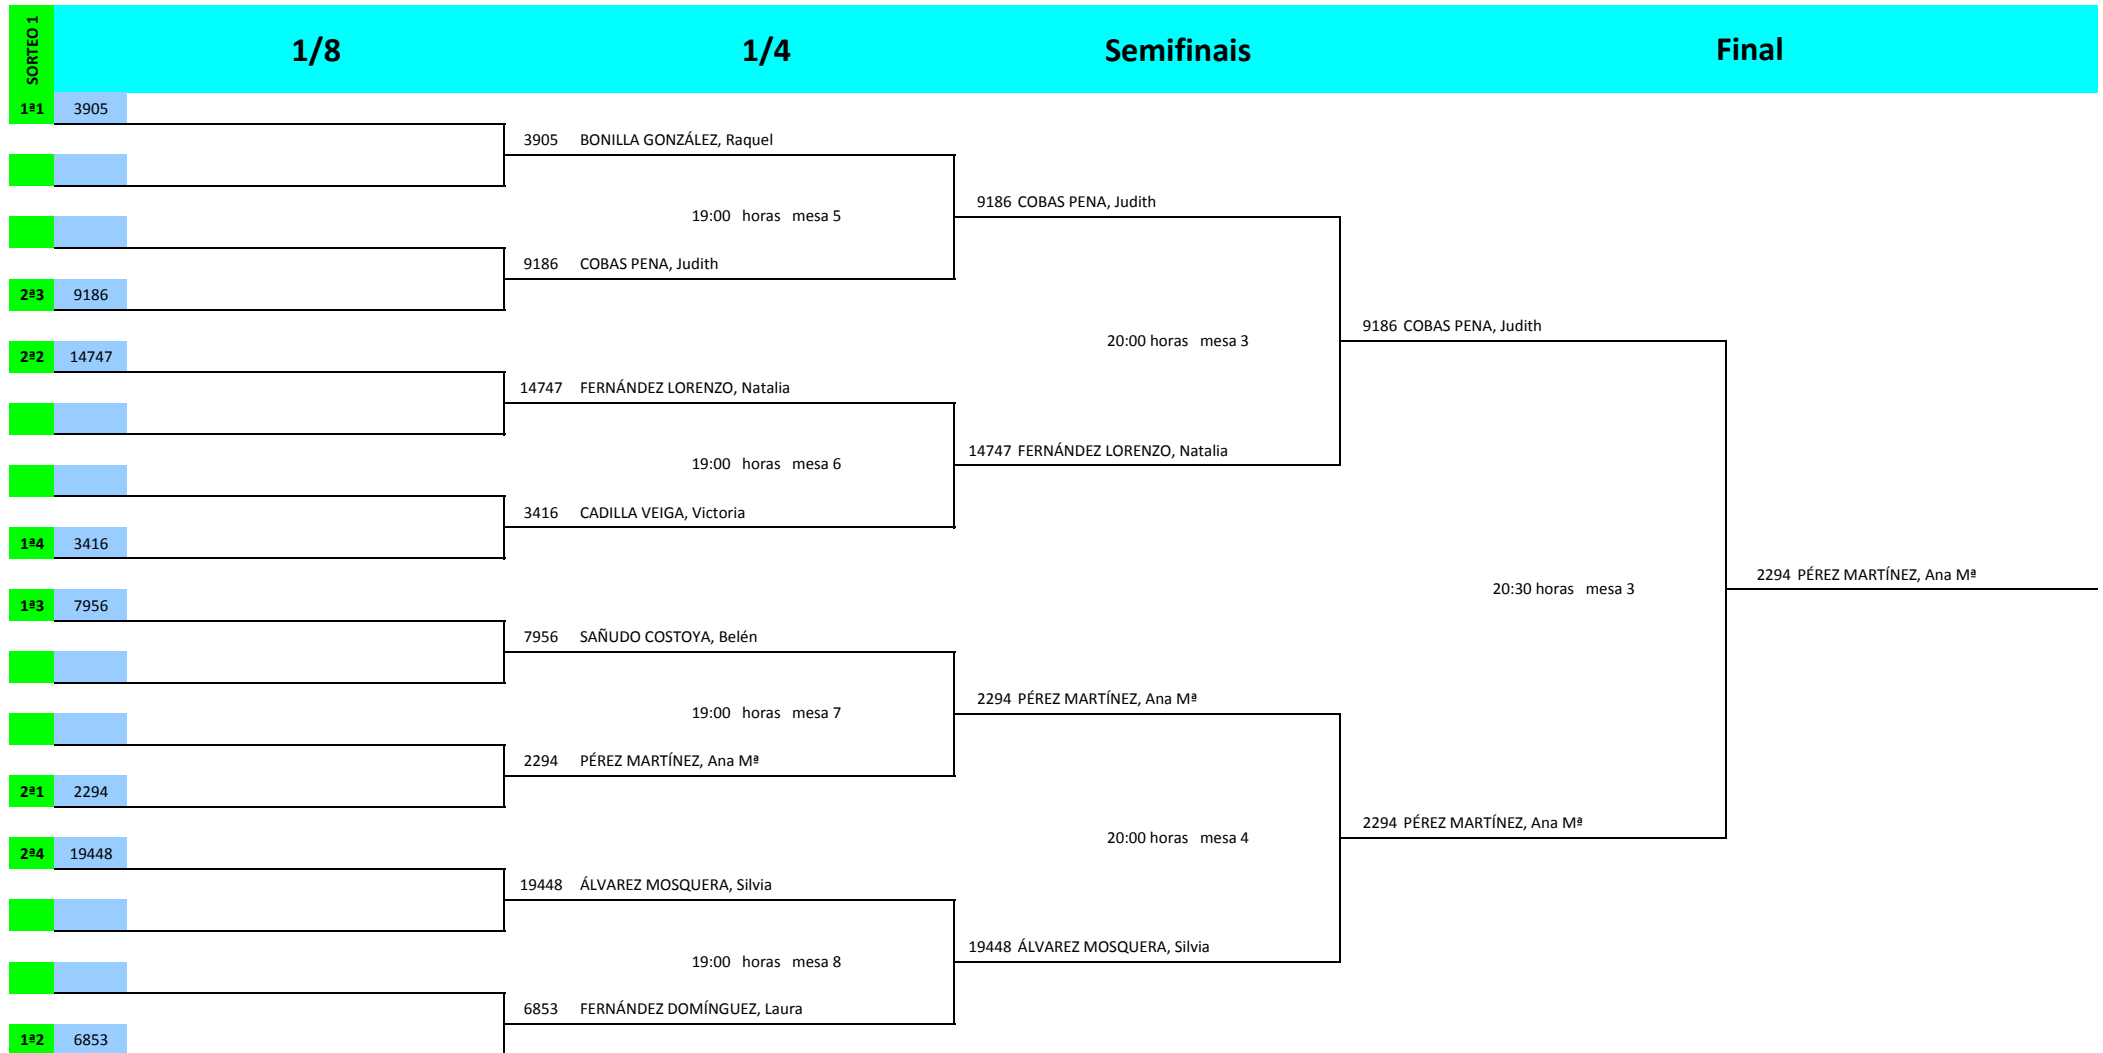 SORTEO 1
1/8 1/4 Semifinais Final
1ª1 3905
3905 BONILLA GONZÁLEZ, Raquel
9186 COBAS PENA, Judith
19:00 horas mesa 5
9186 COBAS PENA, Judith
2ª3 9186
9186 COBAS PENA, Judith
20:00 horas mesa 3
2ª2 14747
14747 FERNÁNDEZ LORENZO, Natalia
14747 FERNÁNDEZ LORENZO, Natalia
19:00 horas mesa 6
3416 CADILLA VEIGA, Victoria
1ª4 3416
2294 PÉREZ MARTÍNEZ, Ana Mª
20:30 horas mesa 3
1ª3 7956
7956 SAÑUDO COSTOYA, Belén
2294 PÉREZ MARTÍNEZ, Ana Mª
19:00 horas mesa 7
2294 PÉREZ MARTÍNEZ, Ana Mª
2ª1 2294
2294 PÉREZ MARTÍNEZ, Ana Mª
20:00 horas mesa 4
2ª4 19448
19448 ÁLVAREZ MOSQUERA, Silvia
19448 ÁLVAREZ MOSQUERA, Silvia
19:00 horas mesa 8
6853 FERNÁNDEZ DOMÍNGUEZ, Laura
1ª2 6853